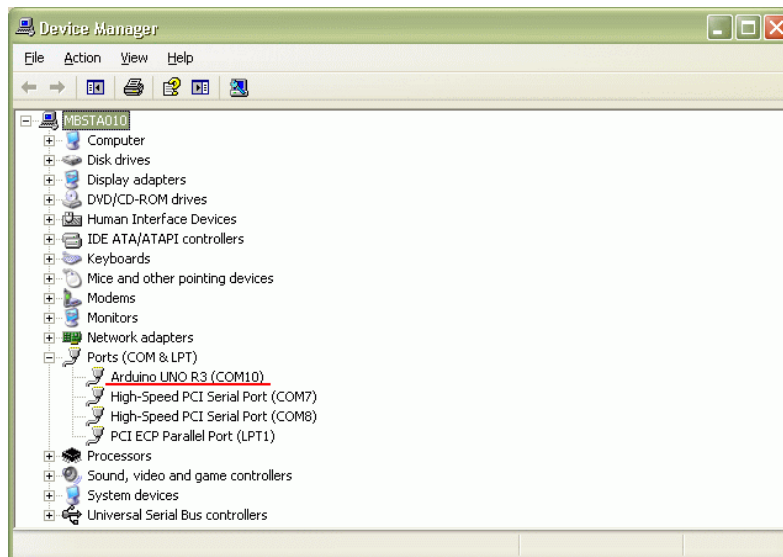 Device Manager
File Action View Help
MBSTA010
Computer
Disk drives
Display adapters
DVD/CD-ROM drives
Human Interface Devices
IDE ATA/ATAPI controllers
Keyboards
Mice and other pointing devices
Modems
Monitors
Network adapters
Ports (COM & LPT)
Arduino UNO R3 (COM10)
High-Speed PCI Serial Port (COM7)
High-Speed PCI Serial Port (COM8)
PCI ECP Parallel Port (LPT1)
Processors
Sound, video and game controllers
System devices
Universal Serial Bus controllers